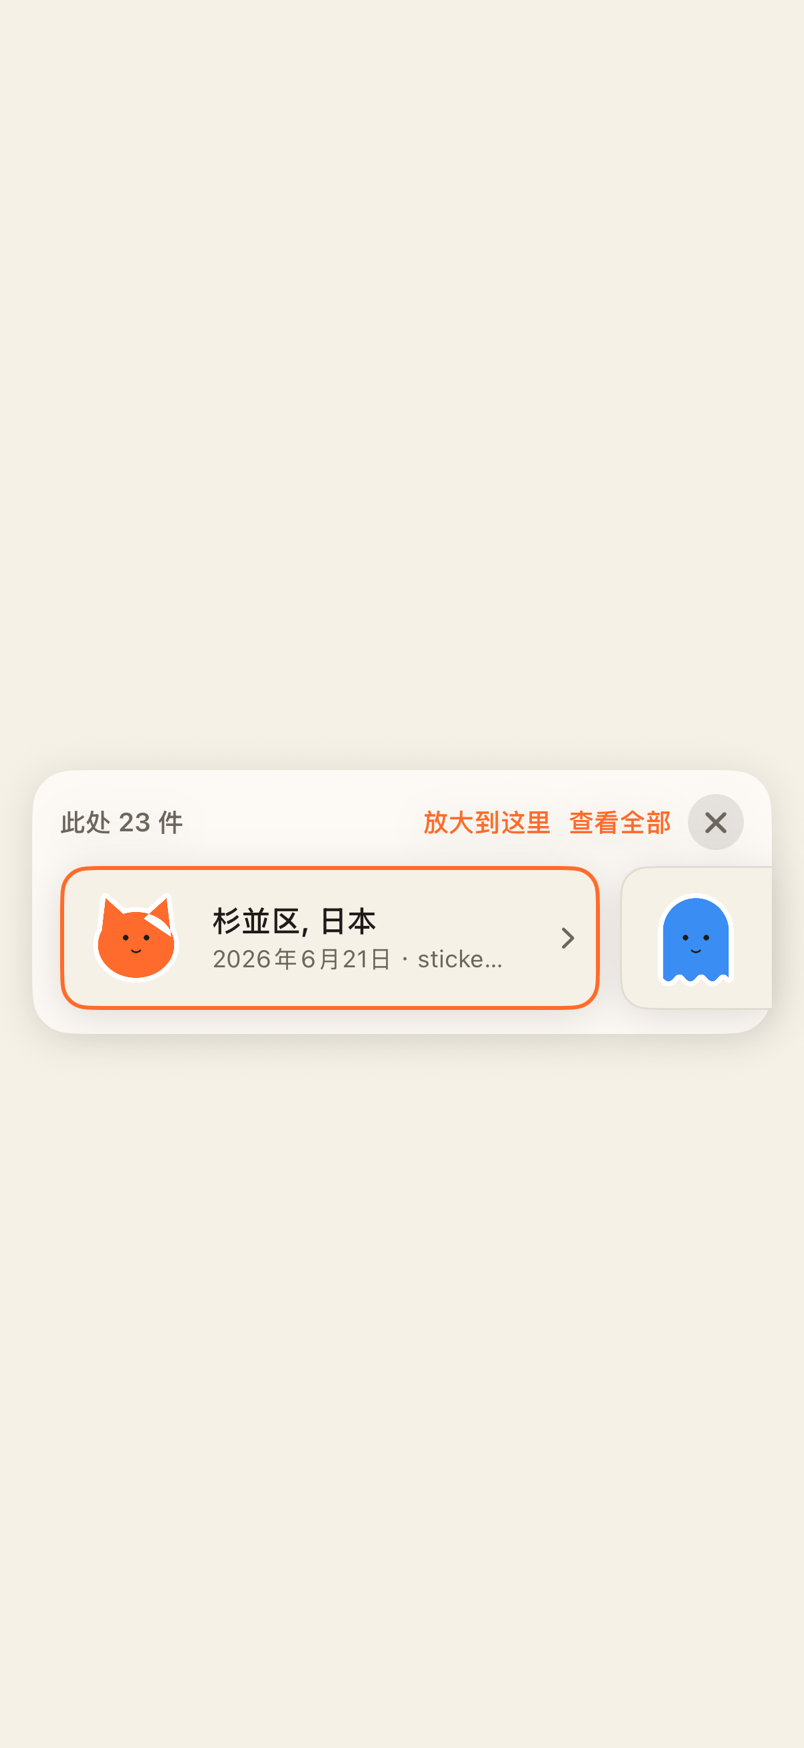 此处 23 件
放大到这里 查看全部
杉並区, 日本
2026年6月21日 · sticke...